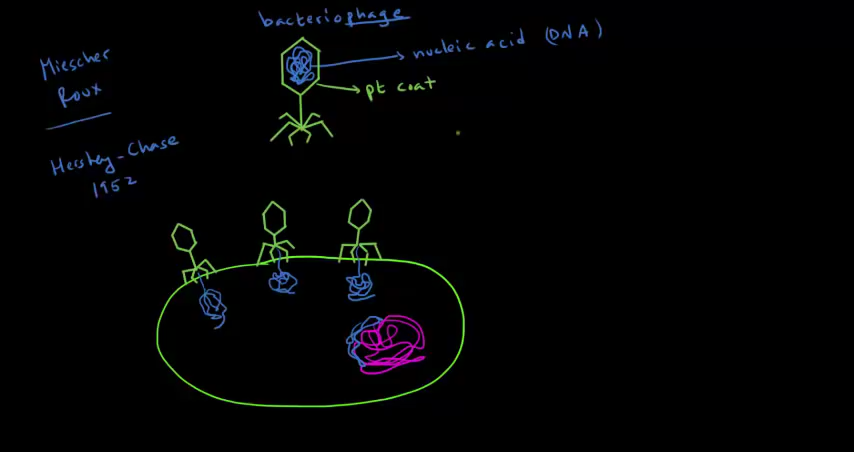 bacteriophage
nucleic acid (DNA)
pt coat
Miescher
Roux
Hershey-Chase
1952